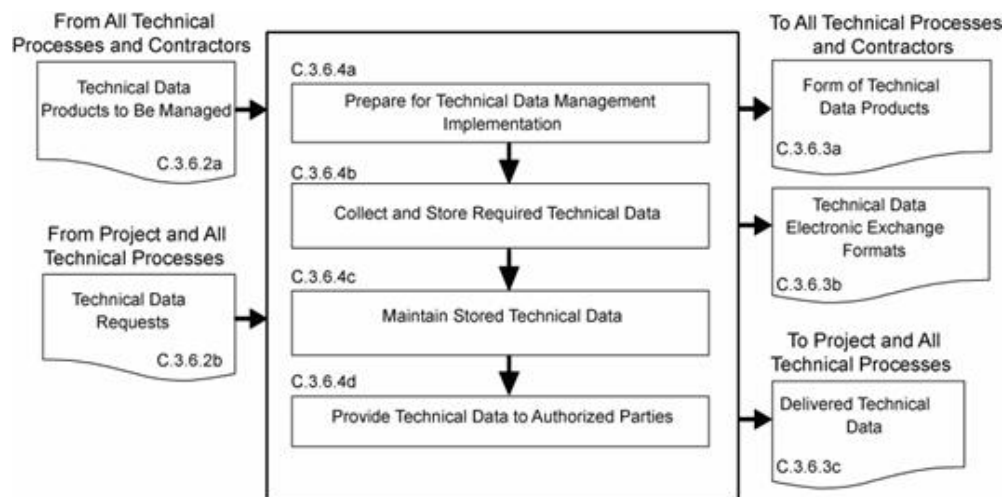 From All Technical
Processes and Contractors
Technical Data
Products to Be Managed
C.3.6.2a
From Project and All
Technical Processes
Technical Data
Requests
C.3.6.2b
C.3.6.4a
Prepare for Technical Data Management
Implementation
C.3.6.4b
Collect and Store Required Technical Data
C.3.6.4c
Maintain Stored Technical Data
C.3.6.4d
Provide Technical Data to Authorized Parties
To All Technical Processes
and Contractors
Form of Technical
Data Products
C.3.6.3a
Technical Data
Electronic Exchange
Formats
C.3.6.3b
To Project and All
Technical Processes
Delivered Technical
Data
C.3.6.3c